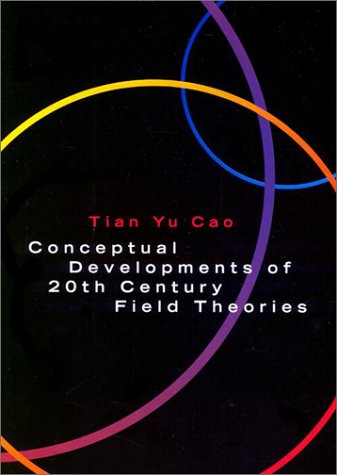 Tian Yu Cao
Conceptual
Developments of
20th Century
Field Theories